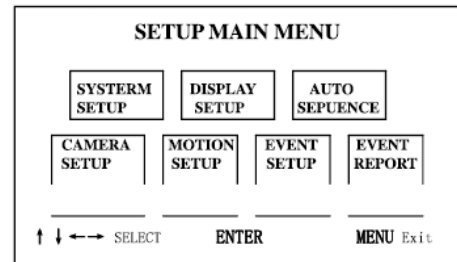 SETUP MAIN MENU
SYSTERM SETUP
DISPLAY SETUP
AUTO SEPUENCE
CAMERA SETUP
MOTION SETUP
EVENT SETUP
EVENT REPORT
↑ ↓ ←→ SELECT ENTER MENU Exit